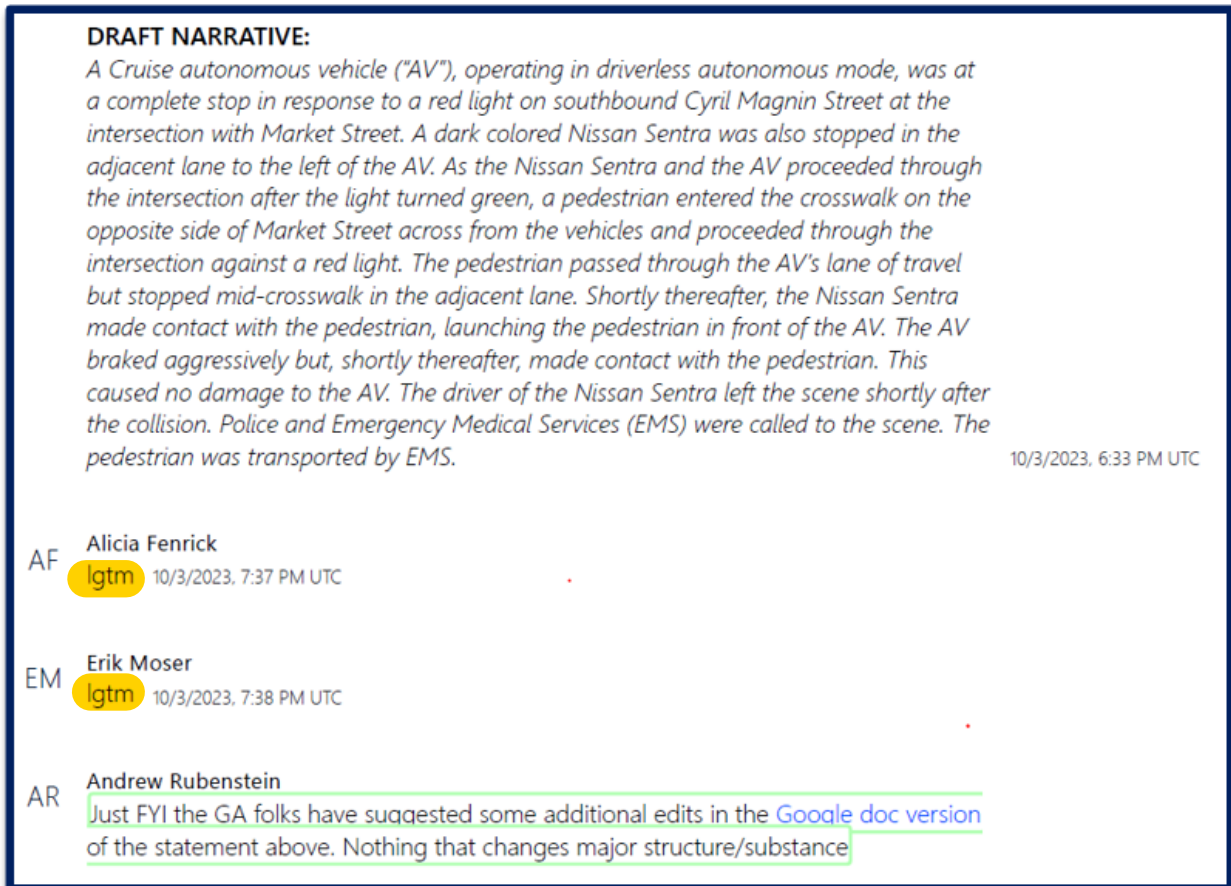 DRAFT NARRATIVE:
A Cruise autonomous vehicle ("AV"), operating in driverless autonomous mode, was at
a complete stop in response to a red light on southbound Cyril Magnin Street at the
intersection with Market Street. A dark colored Nissan Sentra was also stopped in the
adjacent lane to the left of the AV. As the Nissan Sentra and the AV proceeded through
the intersection after the light turned green, a pedestrian entered the crosswalk on the
opposite side of Market Street across from the vehicles and proceeded through the
intersection against a red light. The pedestrian passed through the AV's lane of travel
but stopped mid-crosswalk in the adjacent lane. Shortly thereafter, the Nissan Sentra
made contact with the pedestrian, launching the pedestrian in front of the AV. The AV
braked aggressively but, shortly thereafter, made contact with the pedestrian. This
caused no damage to the AV. The driver of the Nissan Sentra left the scene shortly after
the collision. Police and Emergency Medical Services (EMS) were called to the scene. The
pedestrian was transported by EMS. 10/3/2023, 6:33 PM UTC
Alicia Fenrick
AF lgtm 10/3/2023, 7:37 PM UTC
Erik Moser
EM lgtm 10/3/2023, 7:38 PM UTC
Andrew Rubenstein
AR Just FYI the GA folks have suggested some additional edits in the Google doc version
of the statement above. Nothing that changes major structure/substance